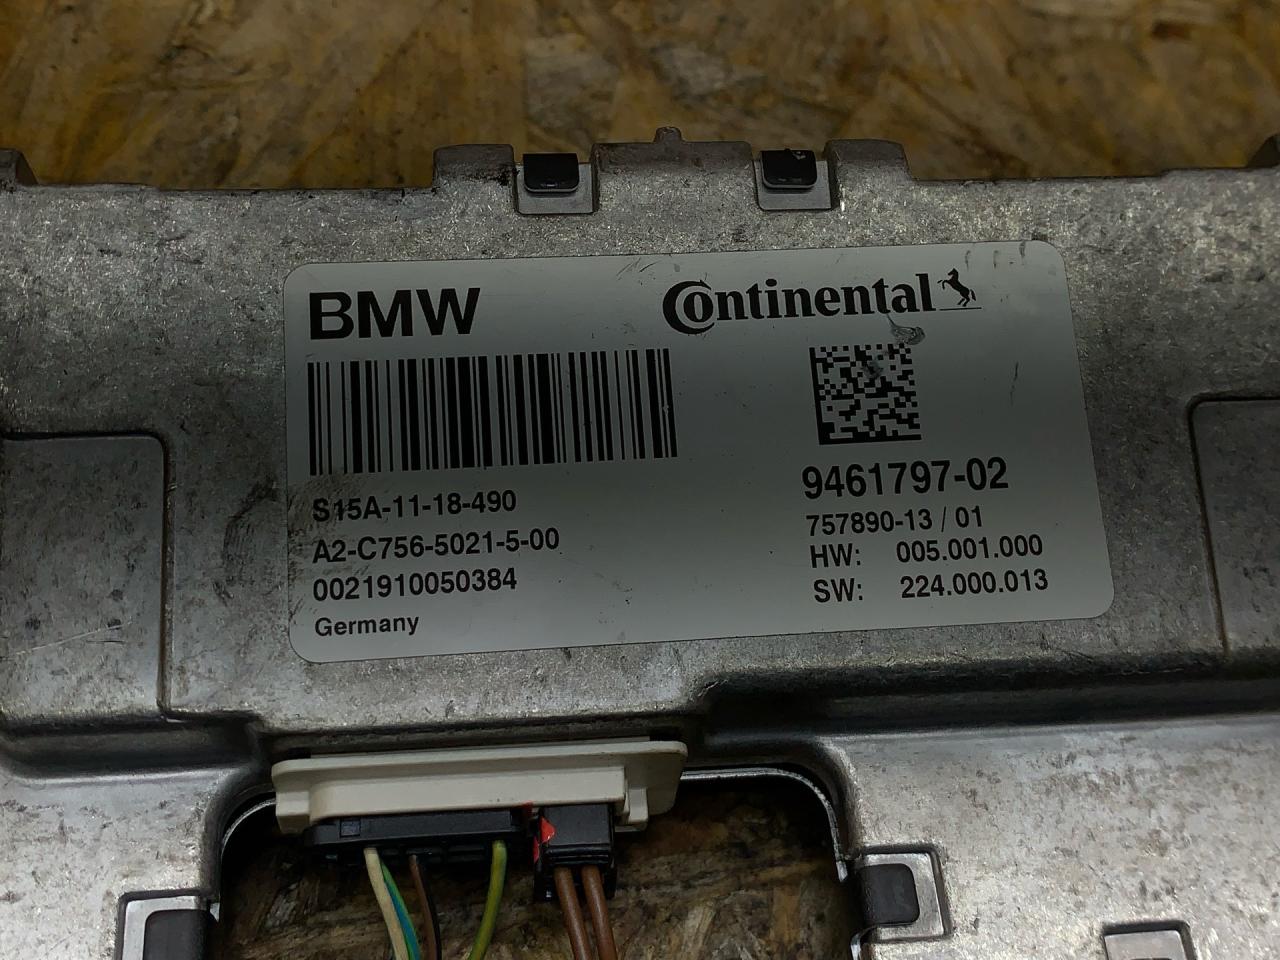 BMW
Continental
S15A-11-18-490
A2-C756-5021-5-00
0021910050384
Germany
9461797-02
757890-13 / 01
HW: 005.001.000
SW: 224.000.013